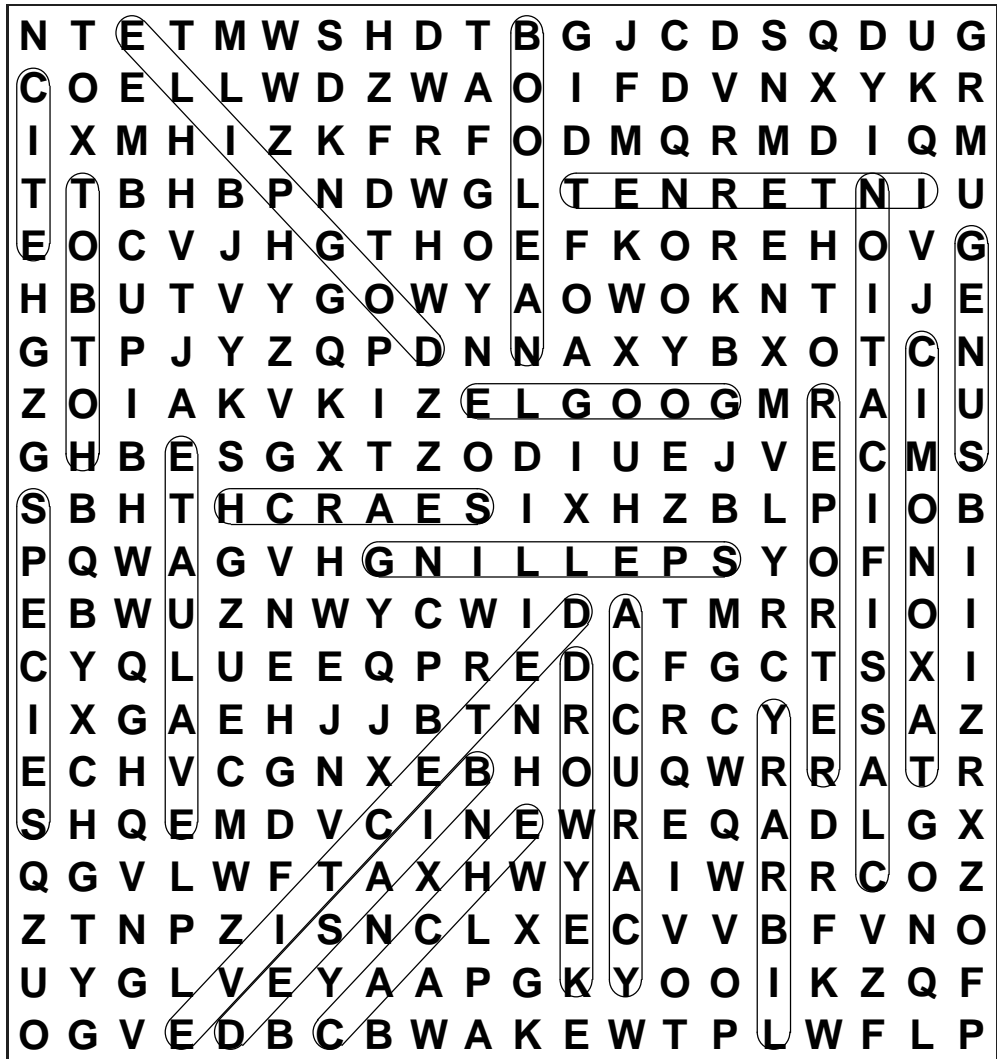 N T E T M W S H D T B G J C D S Q D U G
C O E L L W D Z W A O I F D V N X Y K R
I X M H I Z K F R F O D M Q R M D I Q M
T T B H B P N D W G L T E N R E T N I U
E O C V J H G T H O E F K O R E H O V G
H B U T V Y G O W Y A O W O K N T I J E
G T P J Y Z Q P D N N A X Y B X O T C N
Z O I A K V K I Z E L G O O G M R A I U
G H B E S G X T Z O D I U E J V E C M S
S B H T H C R A E S I X H Z B L P I O B
P Q W A G V H G N I L L E P S Y O F N I
E B W U Z N W Y C W I D A T M R R I O I
C Y Q L U E E Q P R E D C F G C T S X I
I X G A E H J J B T N R C R C Y E S A Z
E C H V C G N X E B H O U Q W R R A T R
S H Q E M D V C I N E W R E Q A D L G X
Q G V L W F T A X H W Y A I W R R C O Z
Z T N P Z I S N C L X E C V V B F V N O
U Y G L V E Y A A P G K Y O O I K Z Q F
O G V E D B C B W A K E W T P L W F L P